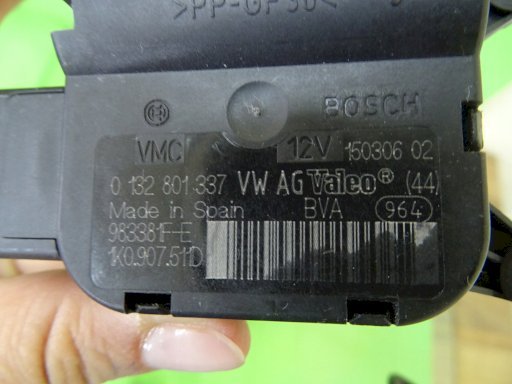 >PP-GF30<
BOSCH
VMC 12V 150306 02
0 132 801 337 VW AG Valeo® (44)
Made in Spain BVA 964
983381F-E
1K0.907.511D